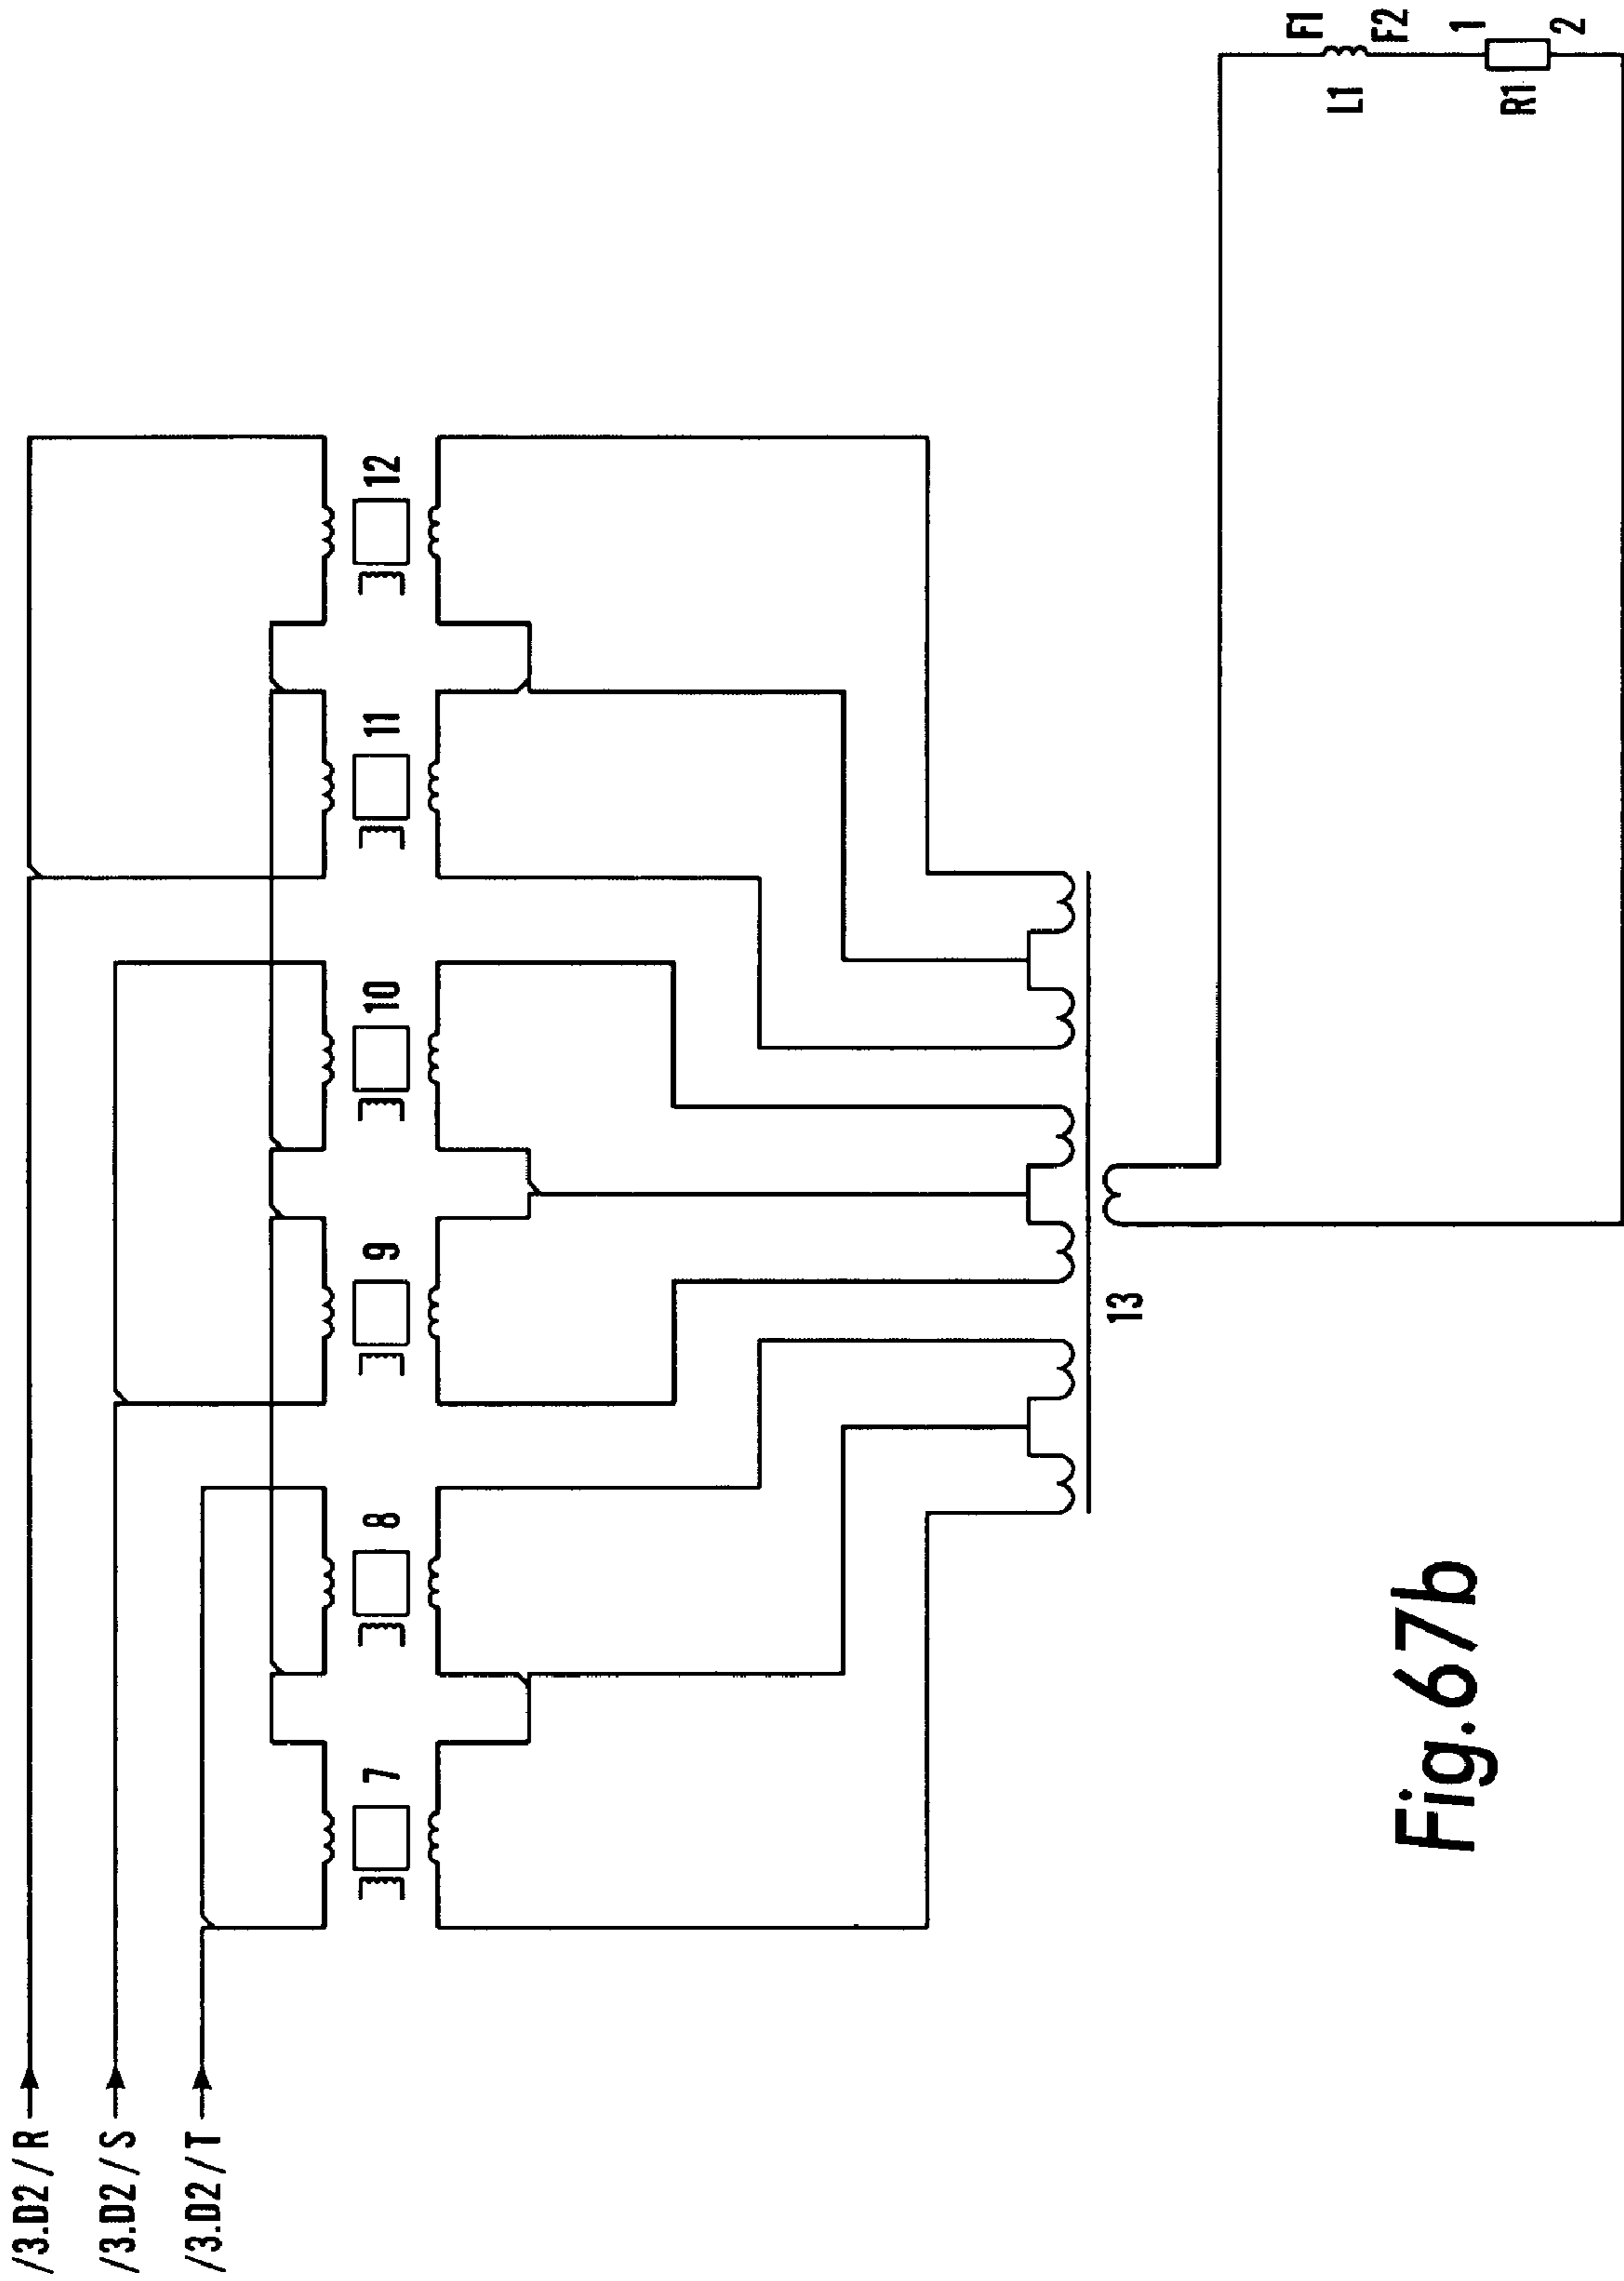 /3.D2 / R
/3.D2 / S
/3.D2 / T
7
8
9
10
11
12
13
F1
L1
F2
1
R1
2
Fig.67b